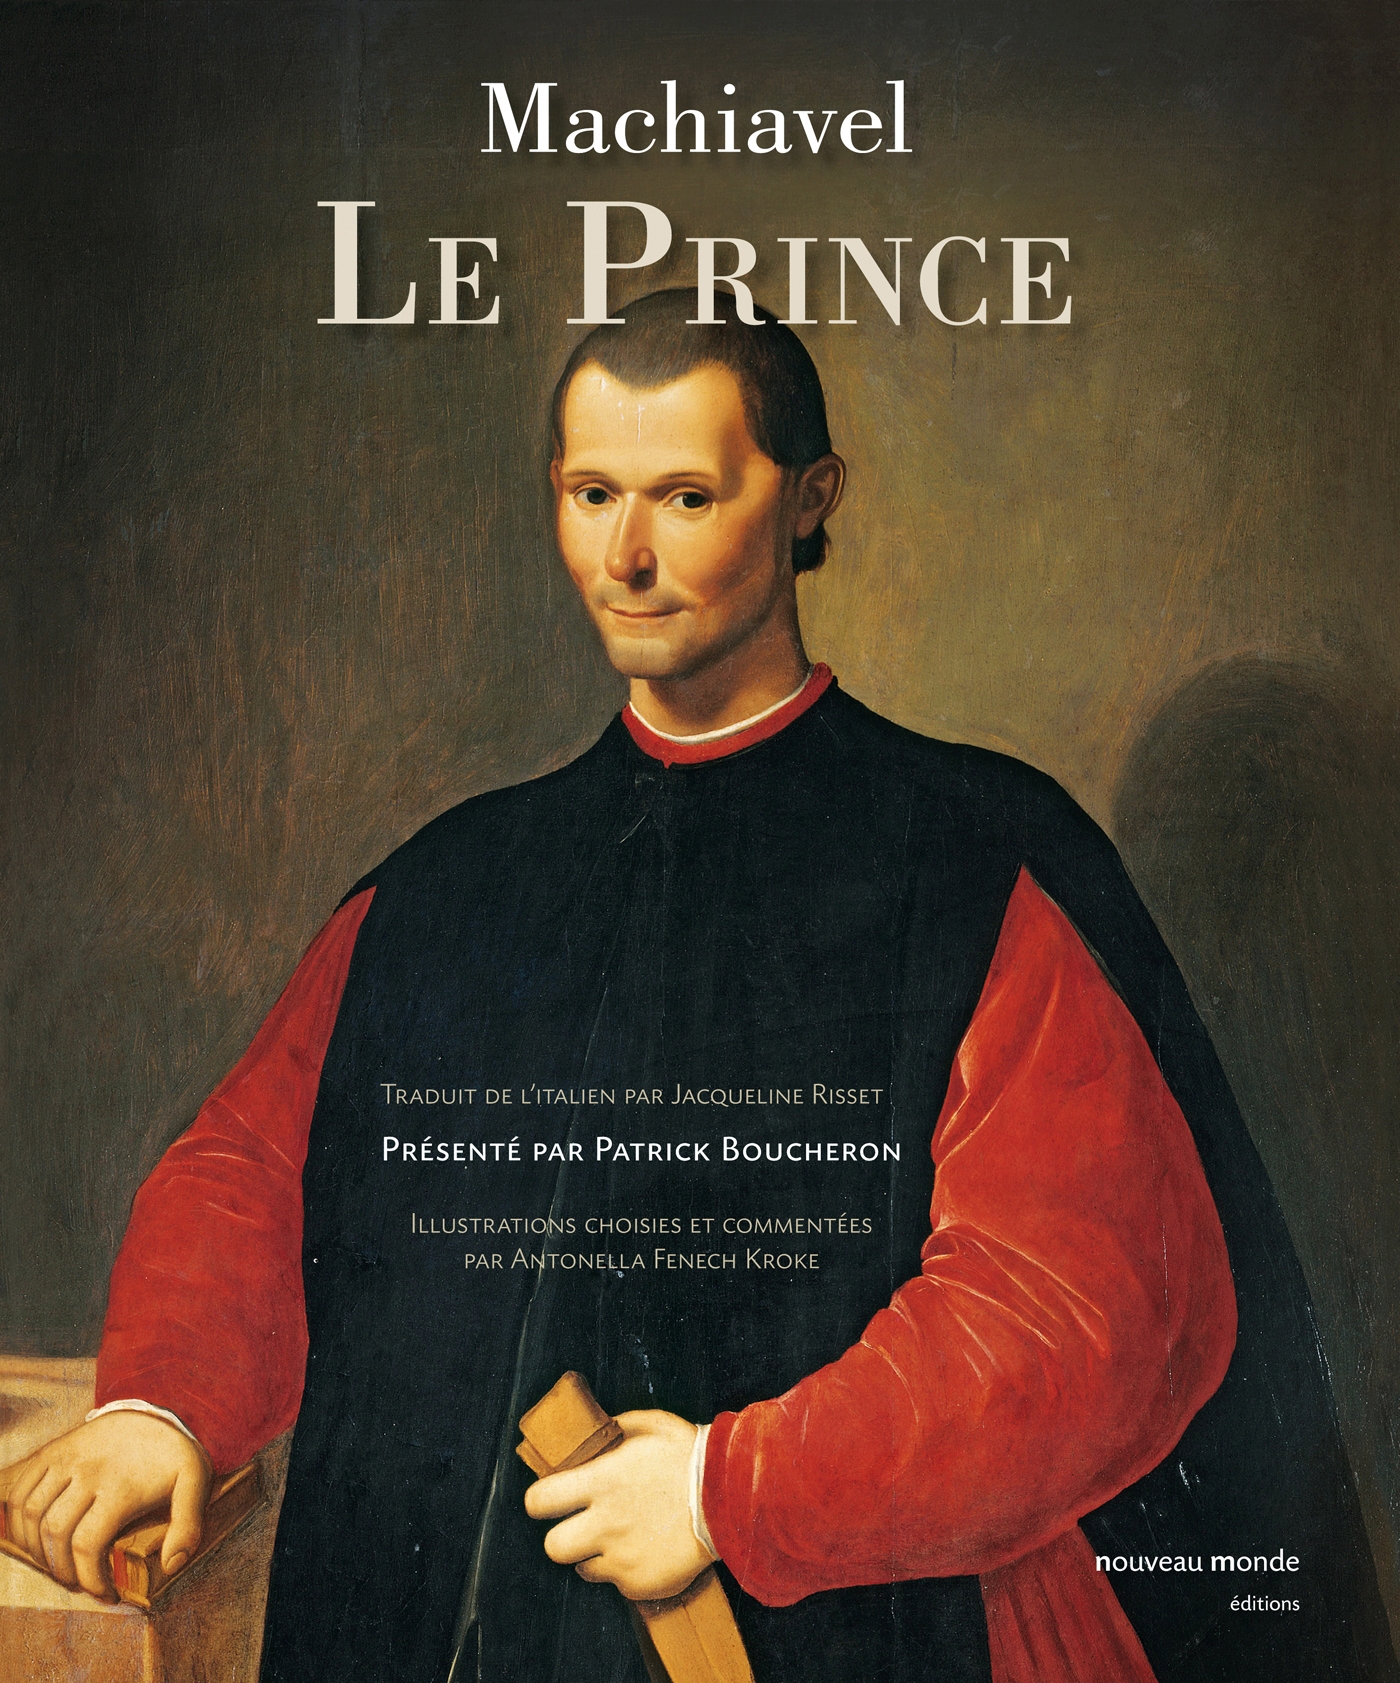 Machiavel
Le Prince
Traduit de l'italien par Jacqueline Risset
Présenté par Patrick Boucheron
Illustrations choisies et commentées
par Antonella Fenech Kroke
nouveau monde
éditions